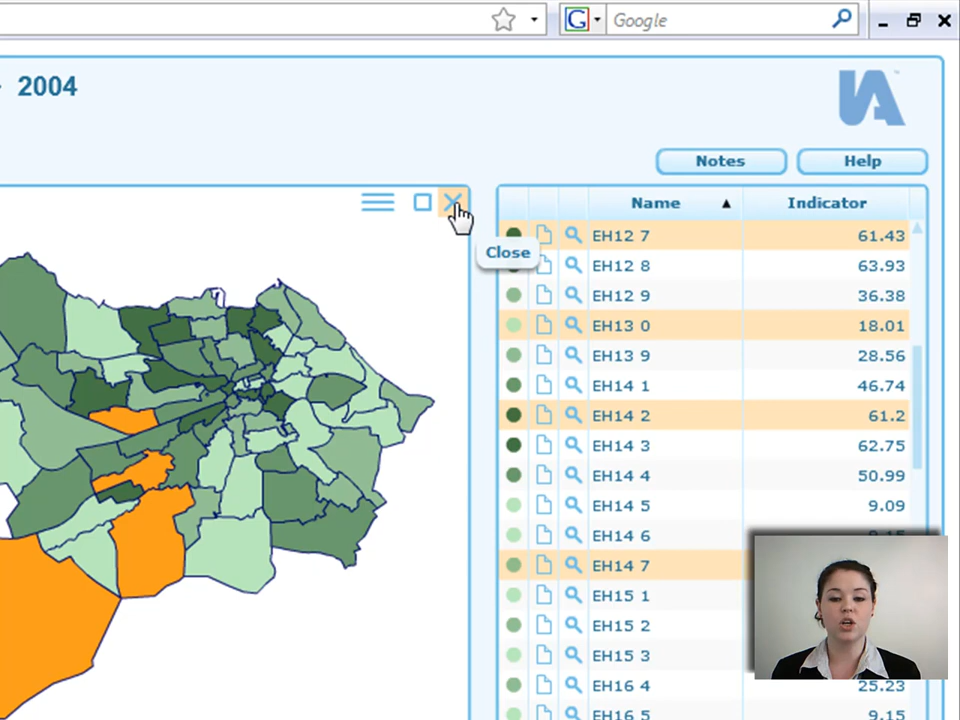 Google
2004
IA
Notes
Help
Name ▲ Indicator
Close
EH12 7 61.43
EH12 8 63.93
EH12 9 36.38
EH13 0 18.01
EH13 9 28.56
EH14 1 46.74
EH14 2 61.2
EH14 3 62.75
EH14 4 50.99
EH14 5 9.09
EH14 6
EH14 7
EH15 1
EH15 2
EH15 3
EH16 4 25.23
EH16 5 9.15